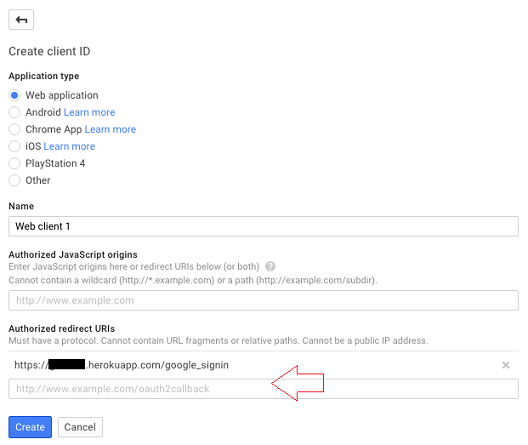 Create client ID
Application type
Web application
Android Learn more
Chrome App Learn more
iOS Learn more
PlayStation 4
Other
Name
Web client 1
Authorized JavaScript origins
Enter JavaScript origins here or redirect URIs below (or both) ?
Cannot contain a wildcard (http://*.example.com) or a path (http://example.com/subdir).
http://www.example.com
Authorized redirect URIs
Must have a protocol. Cannot contain URL fragments or relative paths. Cannot be a public IP address.
https:// .herokuapp.com/google_signin ×
http://www.example.com/oauth2callback
Create Cancel